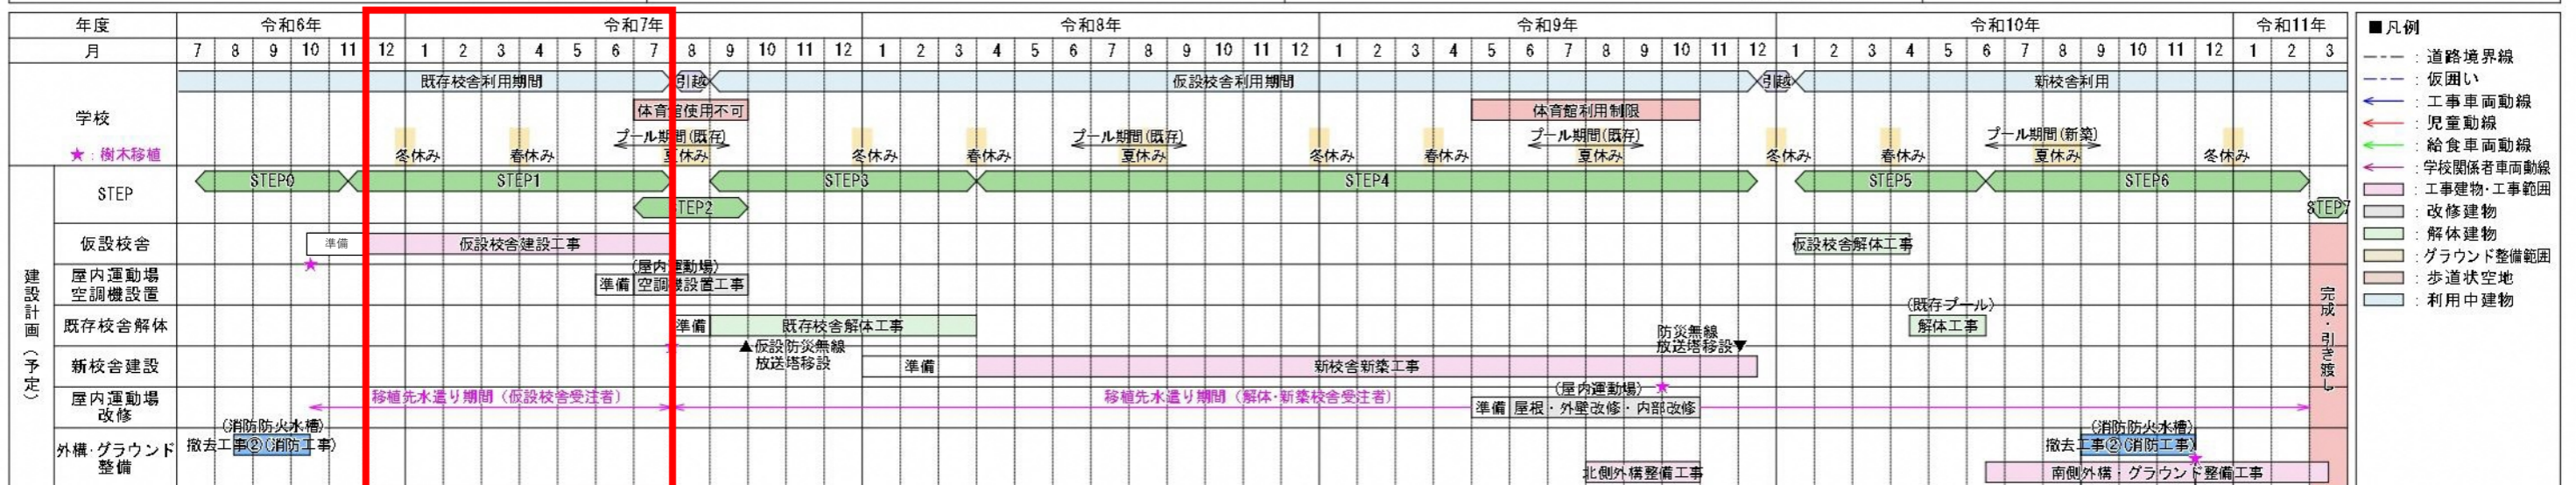 年度 令和6年 令和7年 令和8年 令和9年 令和10年 令和11年
月 7 8 9 10 11 12 1 2 3 4 5 6 7 8 9 10 11 12 1 2 3 4 5 6 7 8 9 10 11 12 1 2 3 4 5 6 7 8 9 10 11 12 1 2 3 4 5 6 7 8 9 10 11 12 1 2 3
学校
既存校舎利用期間 引越 仮設校舎利用期間 引越 新校舎利用
体育館使用不可 体育館利用制限
プール期間(既存) プール期間(既存) プール期間(既存) プール期間(新築)
★:樹木移植
冬休み 春休み 夏休み 冬休み 春休み 夏休み 冬休み 春休み 夏休み 冬休み 春休み 夏休み 冬休み
建設計画(予定)
STEP
STEP0 STEP1 STEP3 STEP4 STEP5 STEP6
STEP2 STEP7
仮設校舎 準備 仮設校舎建設工事 仮設校舎解体工事
★
屋内運動場
空調機設置
(屋内運動場)
準備 空調機設置工事
既存校舎解体 準備 既存校舎解体工事
(既存プール)
解体工事
▲仮設防災無線
放送塔移設
防災無線
放送塔移設▼
新校舎建設 準備 新校舎新築工事
屋内運動場
改修
移植先水遣り期間(仮設校舎受注者) 移植先水遣り期間(解体・新築校舎受注者)
(屋内運動場) ★
準備 屋根・外壁改修・内部改修
外構・グラウンド
整備
(消防防火水槽)
撤去工事②(消防工事)
(消防防火水槽)
撤去工事②(消防工事)
★
北側外構整備工事 南側外構・グラウンド整備工事
完成・引き渡し
■凡例
:道路境界線
:仮囲い
:工事車両動線
:児童動線
:給食車両動線
:学校関係者車両動線
:工事建物・工事範囲
:改修建物
:解体建物
:グラウンド整備範囲
:歩道状空地
:利用中建物